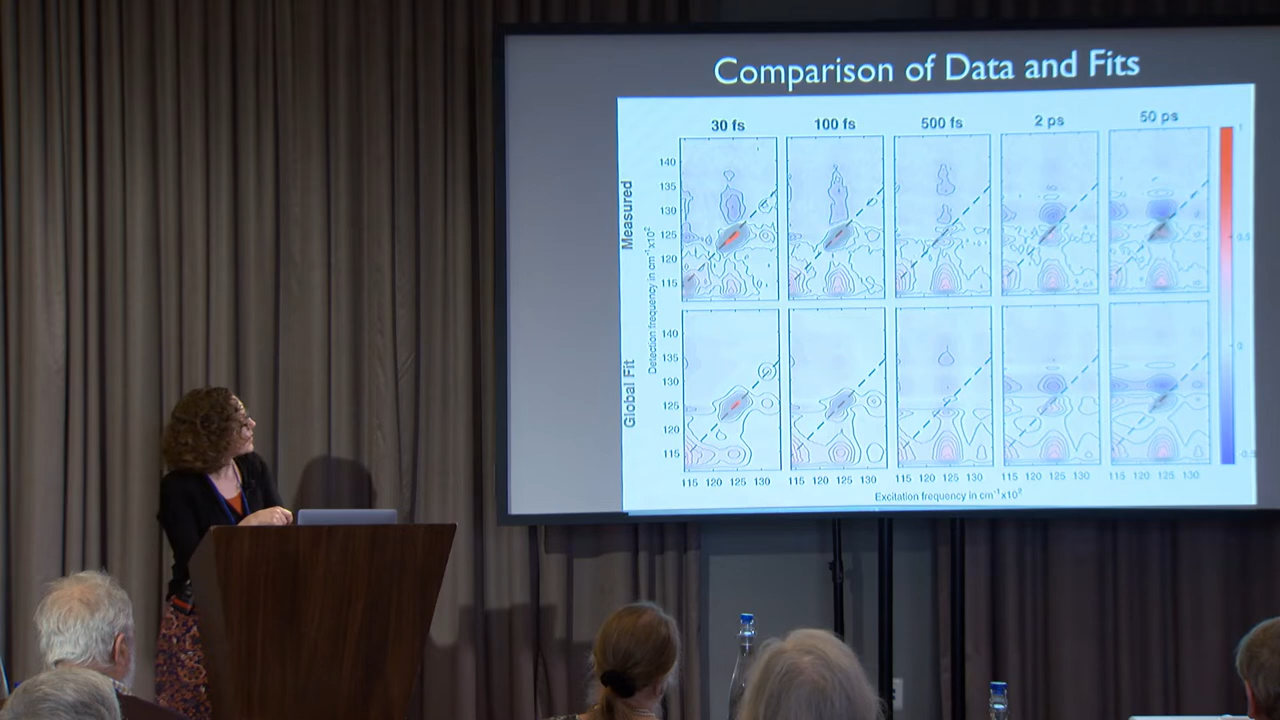 Comparison of Data and Fits
30 fs 100 fs 500 fs 2 ps 50 ps
Measured
Global Fit
Detection frequency in cm⁻¹x10²
140
135
130
125
120
115
140
135
130
125
120
115
115 120 125 130 115 120 125 130 115 120 125 130 115 120 125 130 115 120 125 130
Excitation frequency in cm⁻¹x10²
1
0.5
0